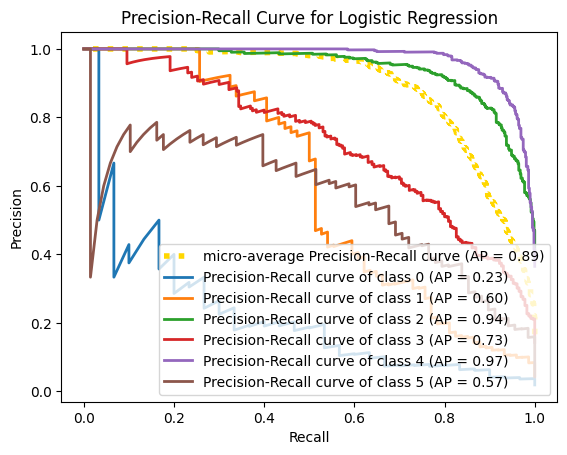 Precision-Recall Curve for Logistic Regression
1.0
0.8
0.6
0.4
0.2
0.0
Precision
micro-average Precision-Recall curve (AP = 0.89)
Precision-Recall curve of class 0 (AP = 0.23)
Precision-Recall curve of class 1 (AP = 0.60)
Precision-Recall curve of class 2 (AP = 0.94)
Precision-Recall curve of class 3 (AP = 0.73)
Precision-Recall curve of class 4 (AP = 0.97)
Precision-Recall curve of class 5 (AP = 0.57)
0.0 0.2 0.4 0.6 0.8 1.0
Recall